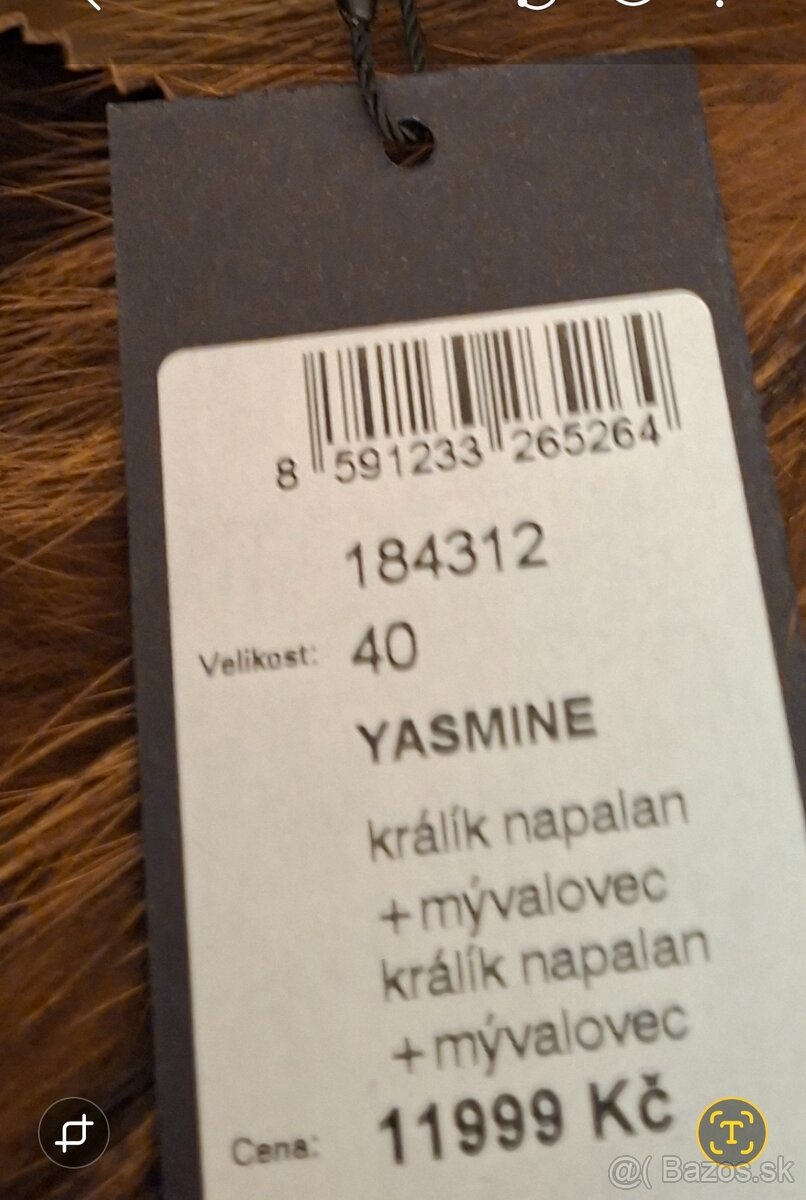 8 591233 265264
184312
Velikost: 40
YASMINE
králík napalan
+mývalovec
králík napalan
+mývalovec
Cena: 11999 Kč
T
@( Bazos.sk